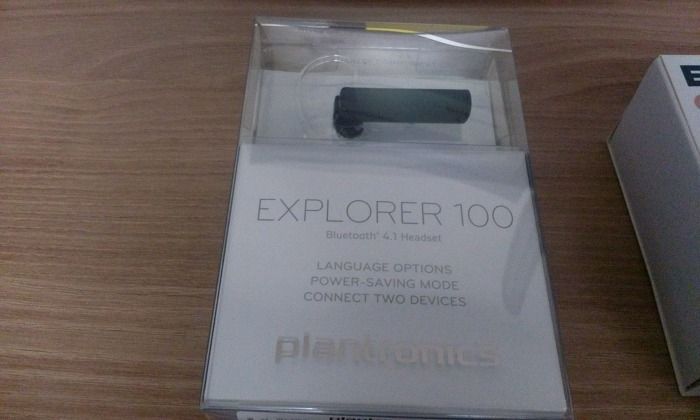 EXPLORER 100
Bluetooth® 4.1 Headset
LANGUAGE OPTIONS
POWER-SAVING MODE
CONNECT TWO DEVICES
plantronics